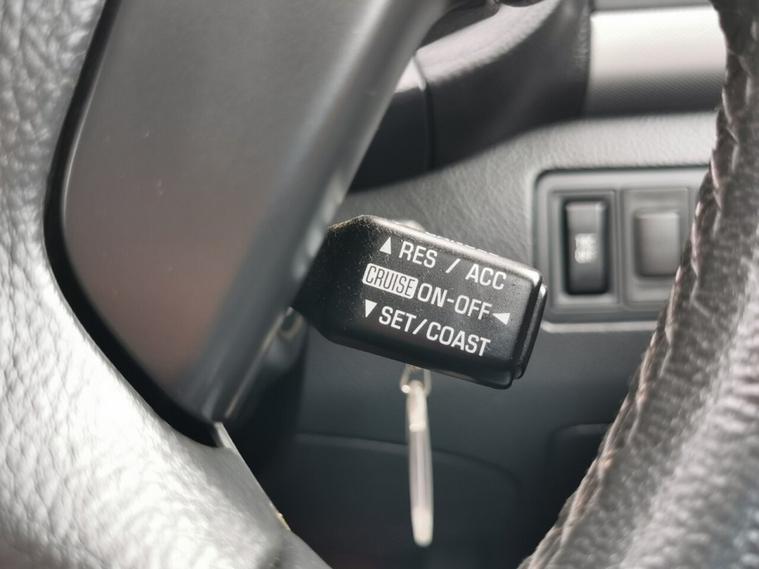 ▲ RES / ACC
CRUISE ON-OFF ◀
▼ SET/COAST